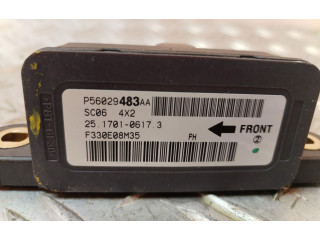 P56029483AA
SC06 4X2
25.1701-0617.3
FRONT
F330E08M35 PH